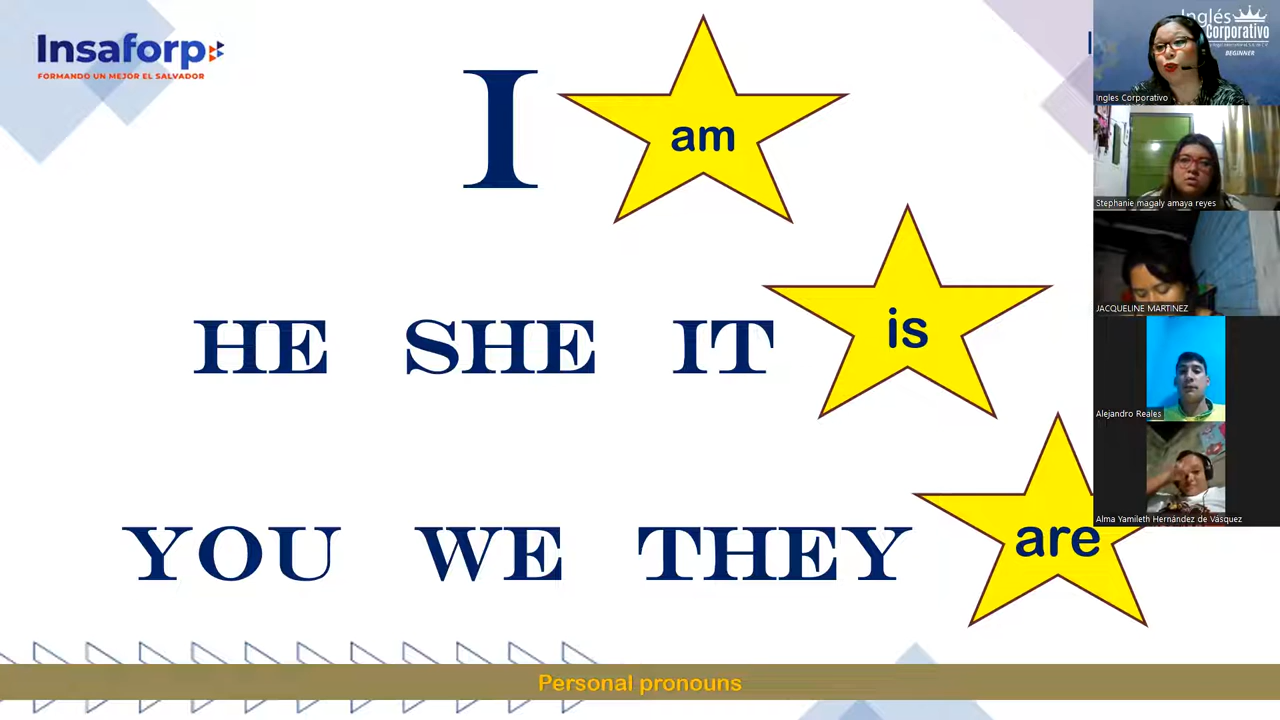 Insaforp
FORMANDO UN MEJOR EL SALVADOR
I am
HE SHE IT is
YOU WE THEY are
Personal pronouns
Inglés
Corporativo
BEGINNER
Ingles Corporativo
Stephanie magaly amaya reyes
JACQUELINE MARTINEZ
Alejandro Reales
Alma Yamileth Hernández de Vásquez